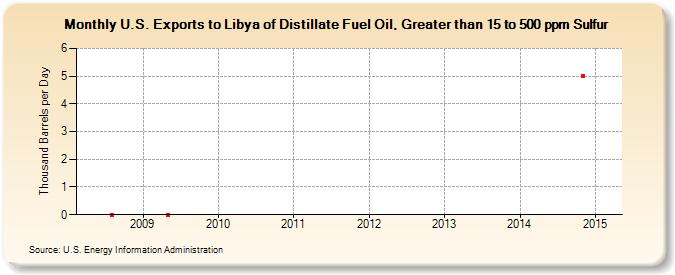 Monthly U.S. Exports to Libya of Distillate Fuel Oil, Greater than 15 to 500 ppm Sulfur
Thousand Barrels per Day
6
5
4
3
2
1
0
2009 2010 2011 2012 2013 2014 2015
Source: U.S. Energy Information Administration